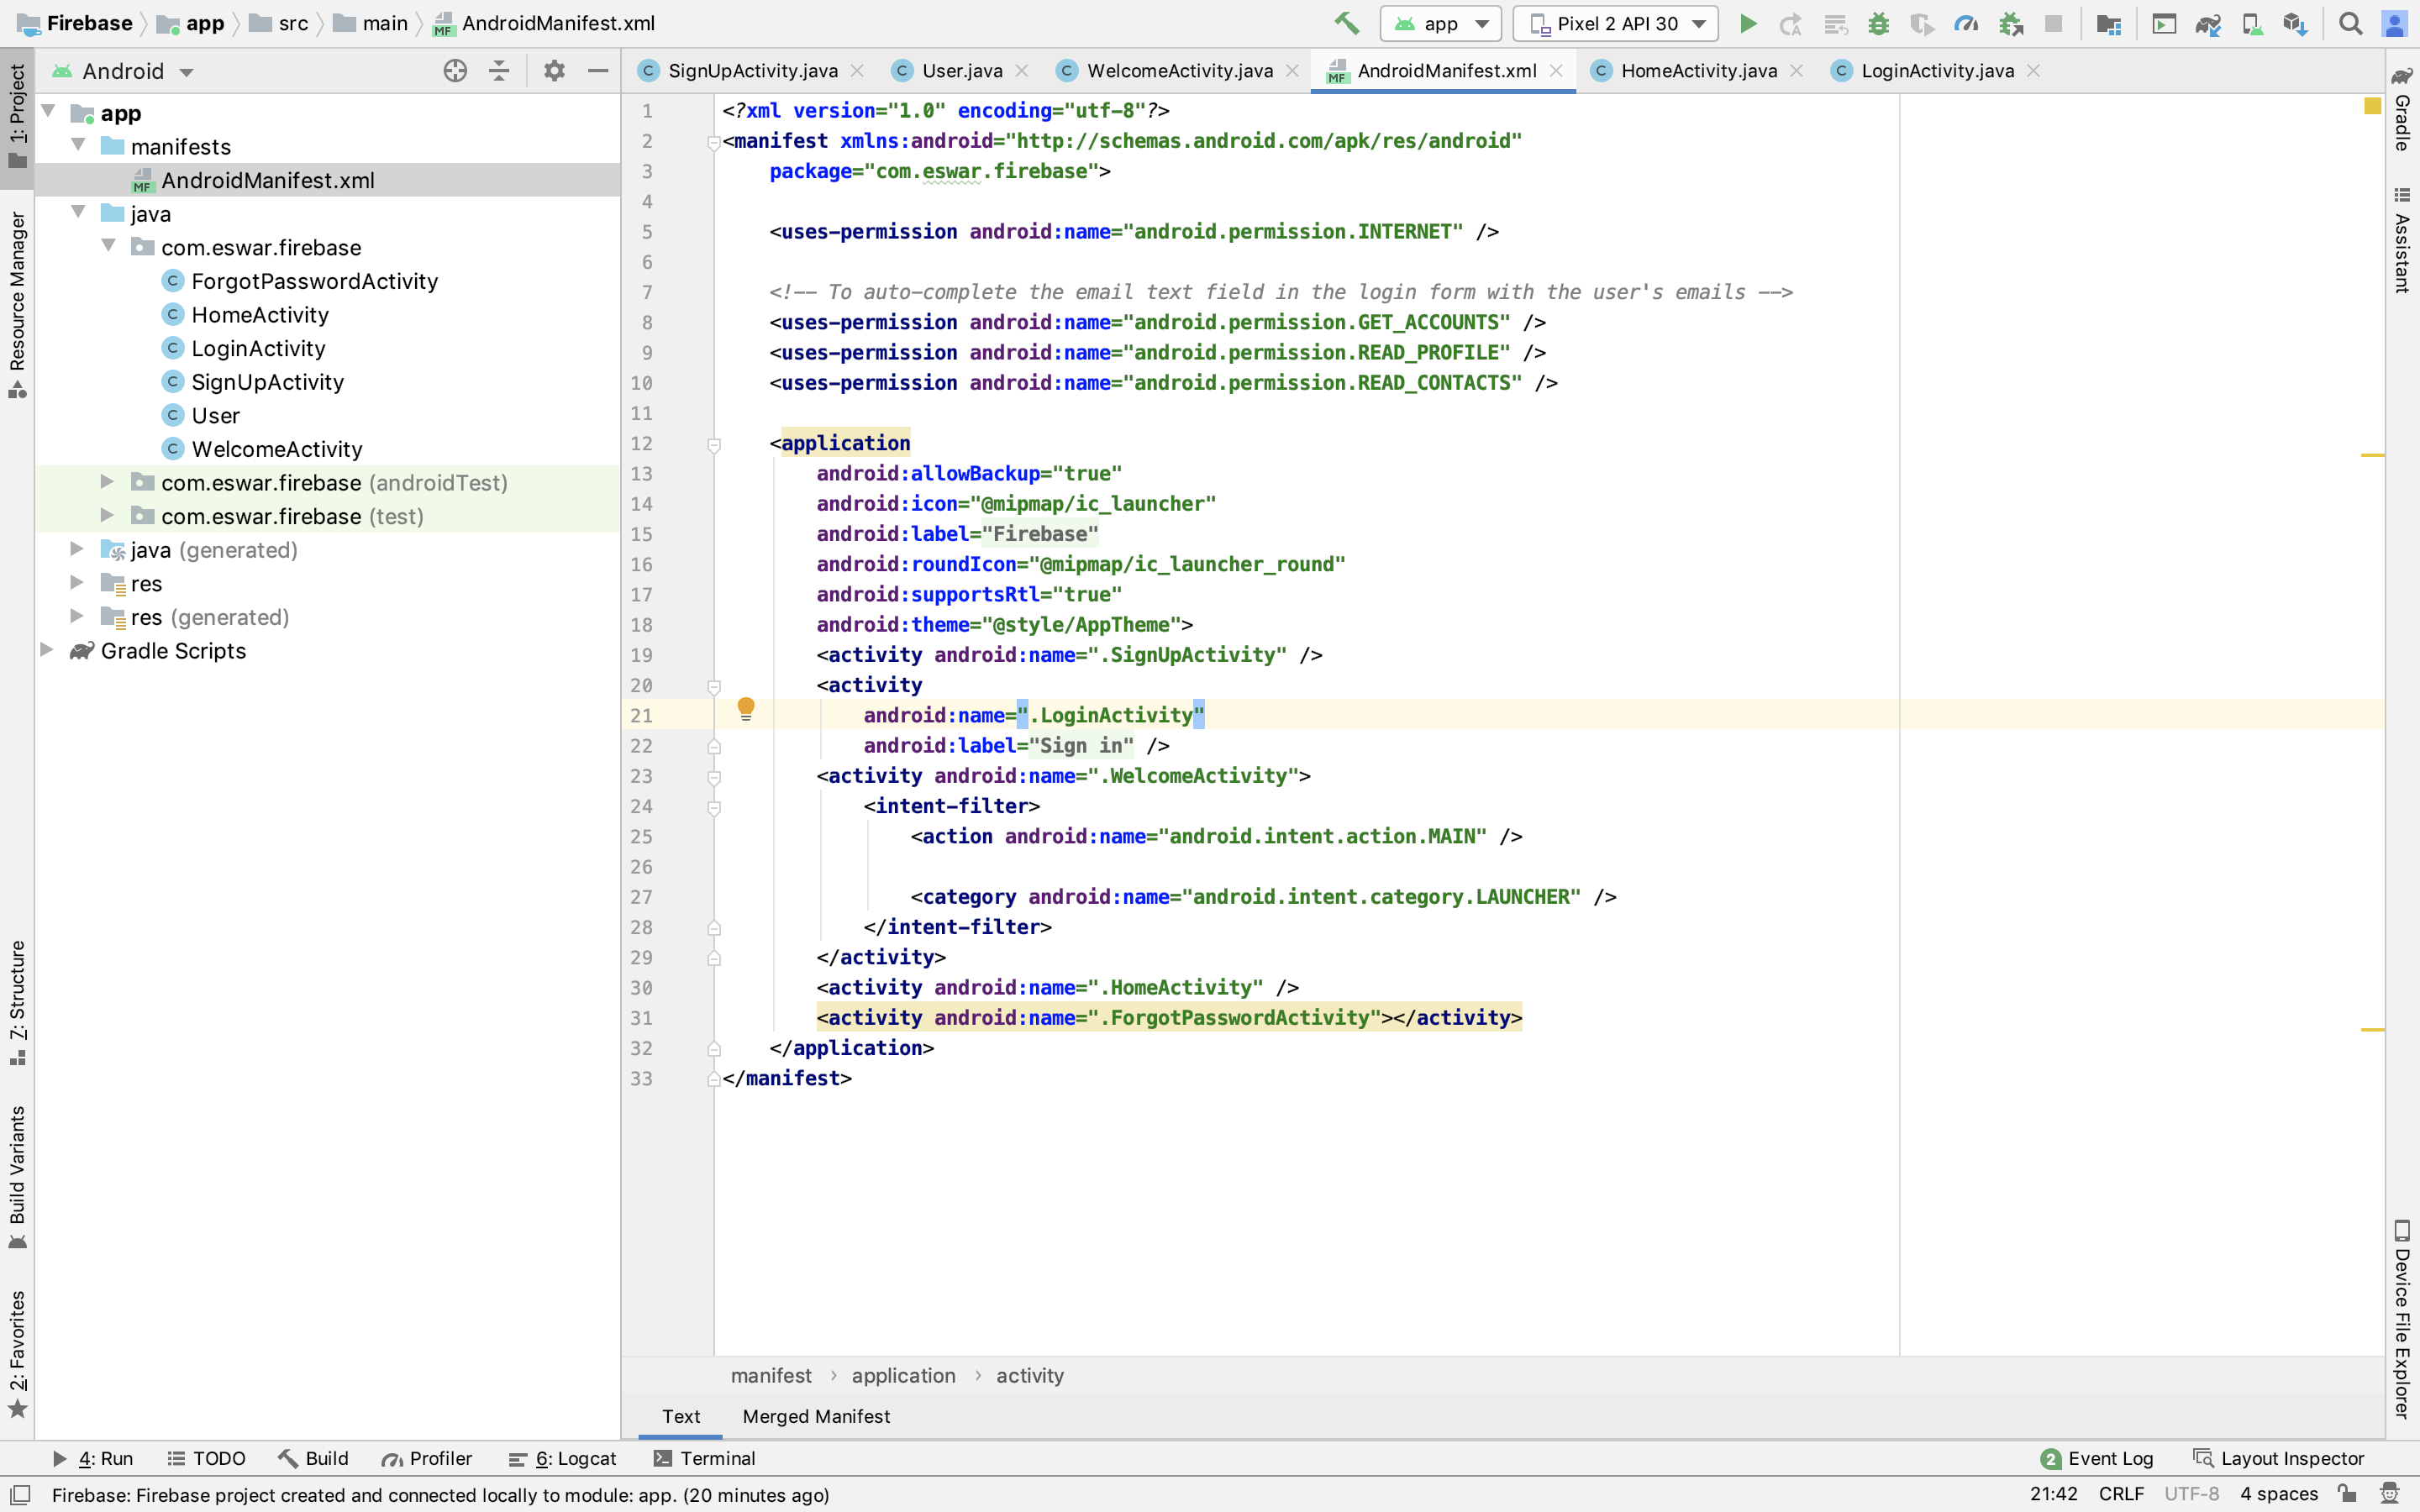 Firebase app src main AndroidManifest.xml app Pixel 2 API 30
Android
SignUpActivity.java User.java WelcomeActivity.java AndroidManifest.xml HomeActivity.java LoginActivity.java
1: Project
Resource Manager
7: Structure
Build Variants
2: Favorites
app
manifests
AndroidManifest.xml
java
com.eswar.firebase
ForgotPasswordActivity
HomeActivity
LoginActivity
SignUpActivity
User
WelcomeActivity
com.eswar.firebase (androidTest)
com.eswar.firebase (test)
java (generated)
res
res (generated)
Gradle Scripts
1 <?xml version="1.0" encoding="utf-8"?>
2 <manifest xmlns:android="http://schemas.android.com/apk/res/android"
3 package="com.eswar.firebase">
4
5 <uses-permission android:name="android.permission.INTERNET" />
6
7 <!-- To auto-complete the email text field in the login form with the user's emails -->
8 <uses-permission android:name="android.permission.GET_ACCOUNTS" />
9 <uses-permission android:name="android.permission.READ_PROFILE" />
10 <uses-permission android:name="android.permission.READ_CONTACTS" />
11
12 <application
13 android:allowBackup="true"
14 android:icon="@mipmap/ic_launcher"
15 android:label="Firebase"
16 android:roundIcon="@mipmap/ic_launcher_round"
17 android:supportsRtl="true"
18 android:theme="@style/AppTheme">
19 <activity android:name=".SignUpActivity" />
20 <activity
21 android:name=".LoginActivity"
22 android:label="Sign in" />
23 <activity android:name=".WelcomeActivity">
24 <intent-filter>
25 <action android:name="android.intent.action.MAIN" />
26
27 <category android:name="android.intent.category.LAUNCHER" />
28 </intent-filter>
29 </activity>
30 <activity android:name=".HomeActivity" />
31 <activity android:name=".ForgotPasswordActivity"></activity>
32 </application>
33 </manifest>
Gradle
Assistant
Device File Explorer
manifest › application › activity
Text Merged Manifest
4: Run TODO Build Profiler 6: Logcat Terminal 2 Event Log Layout Inspector
Firebase: Firebase project created and connected locally to module: app. (20 minutes ago) 21:42 CRLF UTF-8 4 spaces